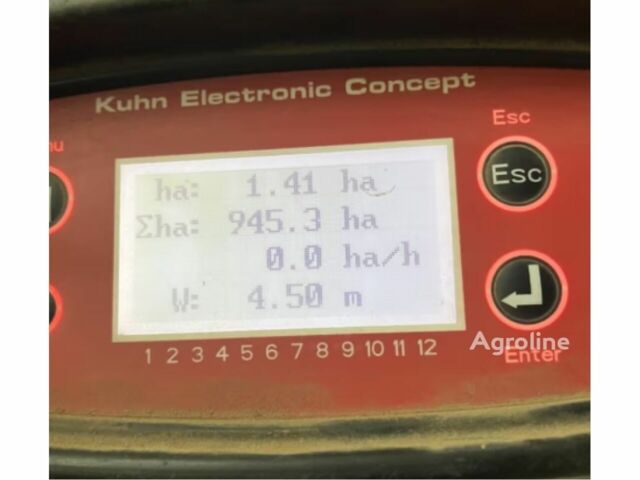 Kuhn Electronic Concept
Esc
nu
Esc
ha: 1.41 ha
Σha: 945.3 ha
0.0 ha/h
W: 4.50 m
1 2 3 4 5 6 7 8 9 10 11 12
Agroline
Enter